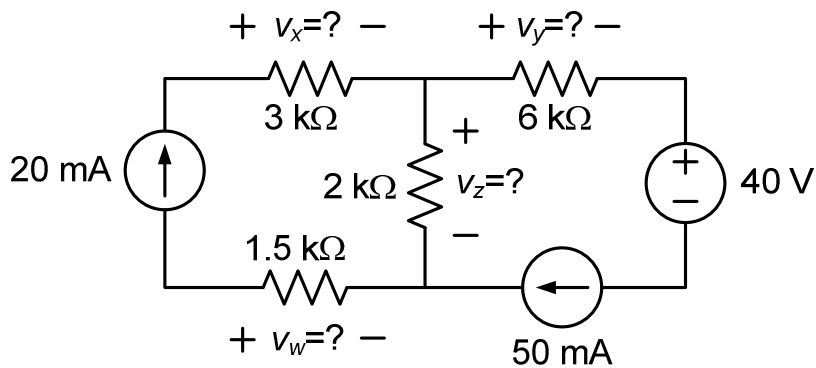 + vx=? −
+ vy=? −
3 kΩ
6 kΩ
20 mA
2 kΩ
+
vz=?
−
+
−
40 V
1.5 kΩ
+ vw=? −
50 mA